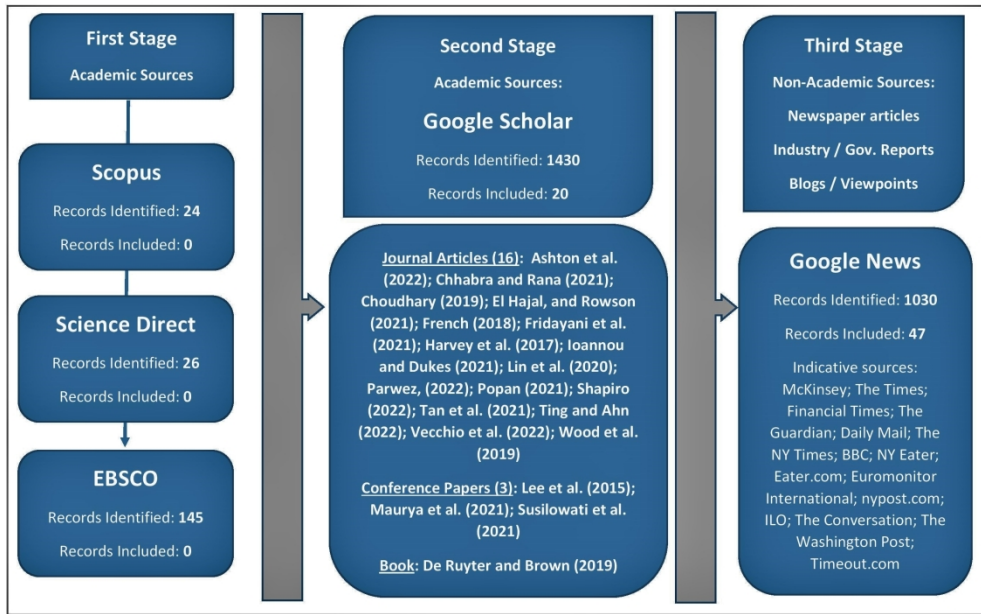 First Stage
Academic Sources
Scopus
Records Identified: 24
Records Included: 0
Science Direct
Records Identified: 26
Records Included: 0
EBSCO
Records Identified: 145
Records Included: 0
Second Stage
Academic Sources:
Google Scholar
Records Identified: 1430
Records Included: 20
Journal Articles (16): Ashton et al.
(2022); Chhabra and Rana (2021);
Choudhary (2019); El Hajal, and Rowson
(2021); French (2018); Fridayani et al.
(2021); Harvey et al. (2017); Ioannou
and Dukes (2021); Lin et al. (2020);
Parwez, (2022); Popan (2021); Shapiro
(2022); Tan et al. (2021); Ting and Ahn
(2022); Vecchio et al. (2022); Wood et al.
(2019)
Conference Papers (3): Lee et al. (2015);
Maurya et al. (2021); Susilowati et al.
(2021)
Book: De Ruyter and Brown (2019)
Third Stage
Non-Academic Sources:
Newspaper articles
Industry / Gov. Reports
Blogs / Viewpoints
Google News
Records Identified: 1030
Records Included: 47
Indicative sources:
McKinsey; The Times;
Financial Times; The
Guardian; Daily Mail; The
NY Times; BBC; NY Eater;
Eater.com; Euromonitor
International; nypost.com;
ILO; The Conversation; The
Washington Post;
Timeout.com